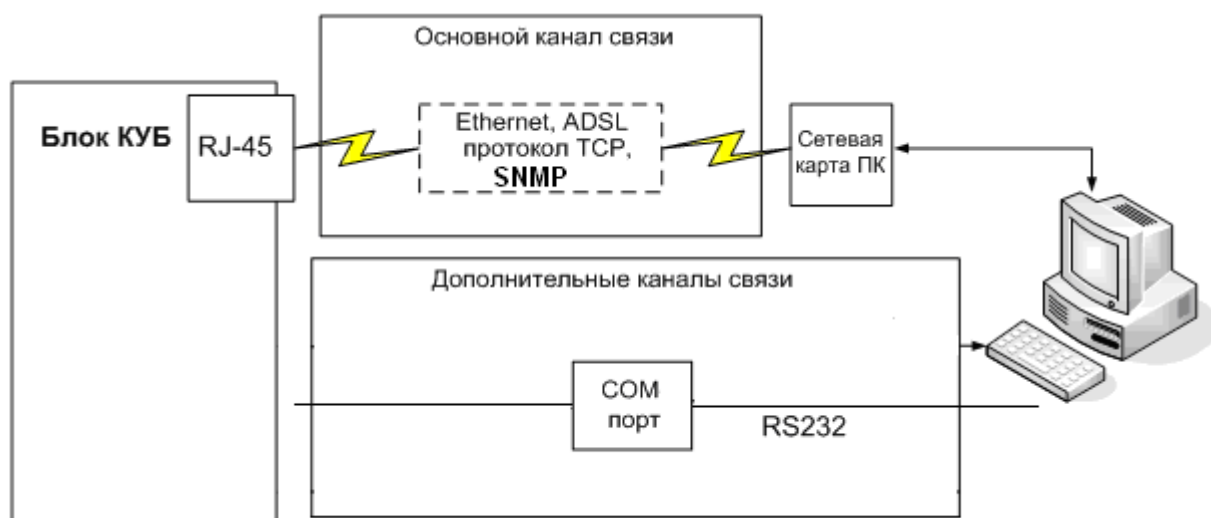 Основной канал связи
Блок КУБ
RJ-45
Ethernet, ADSL
протокол TCP,
SNMP
Сетевая
карта ПК
Дополнительные каналы связи
COM
порт
RS232